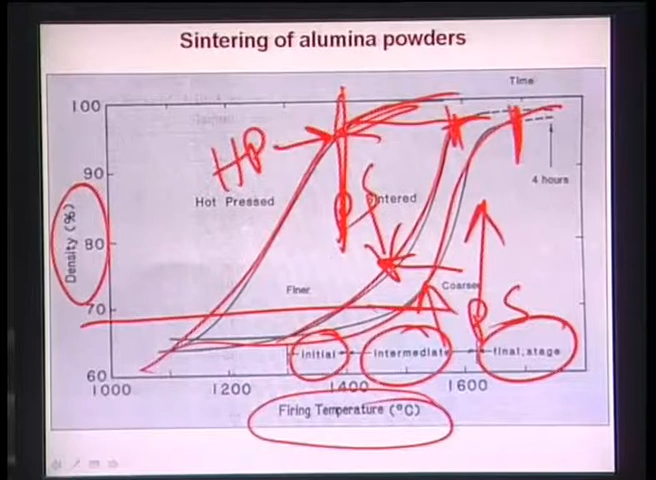 Sintering of alumina powders
Time
100
HP
90
Hot Pressed
PS
Sintered
4 hours
Density (%)
80
Finer
Coarse
70
PS
initial
intermediate
final stage
60
1000
1200
1400
1600
Firing Temperature (°C)